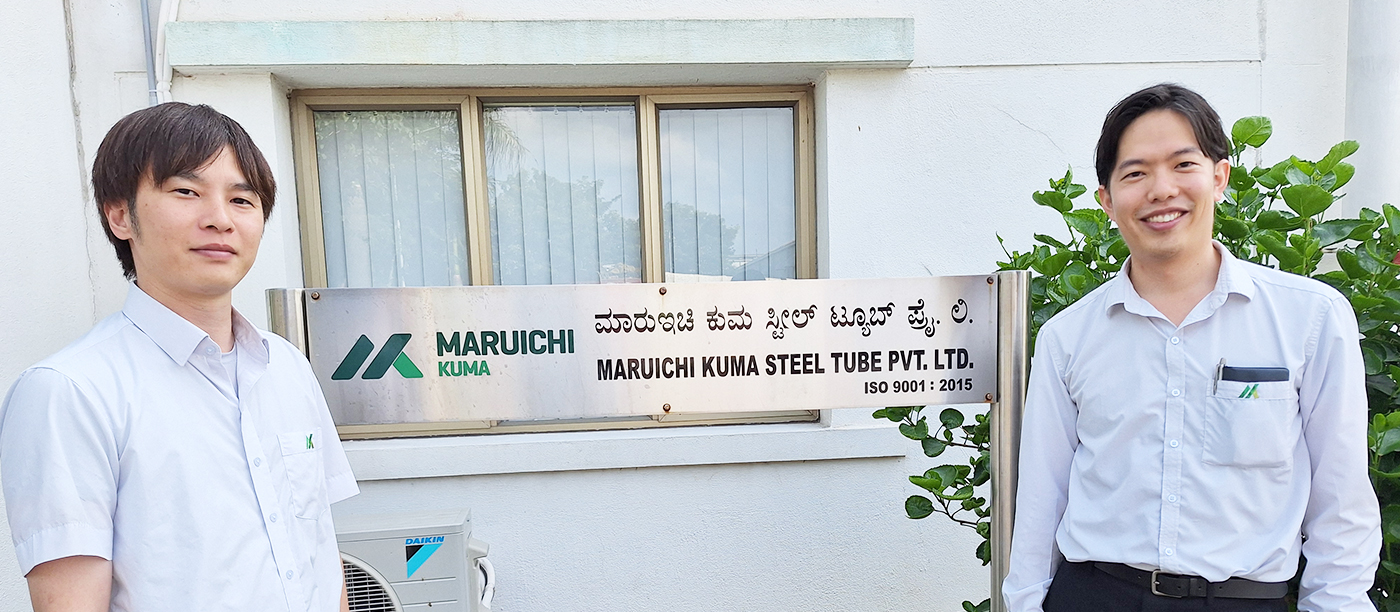 MARUICHI
KUMA
ಮಾರುಇಚಿ ಕುಮ ಸ್ಟೀಲ್ ಟ್ಯೂಬ್ ಪ್ರೈ. ಲಿ.
MARUICHI KUMA STEEL TUBE PVT. LTD.
ISO 9001 : 2015
DAIKIN